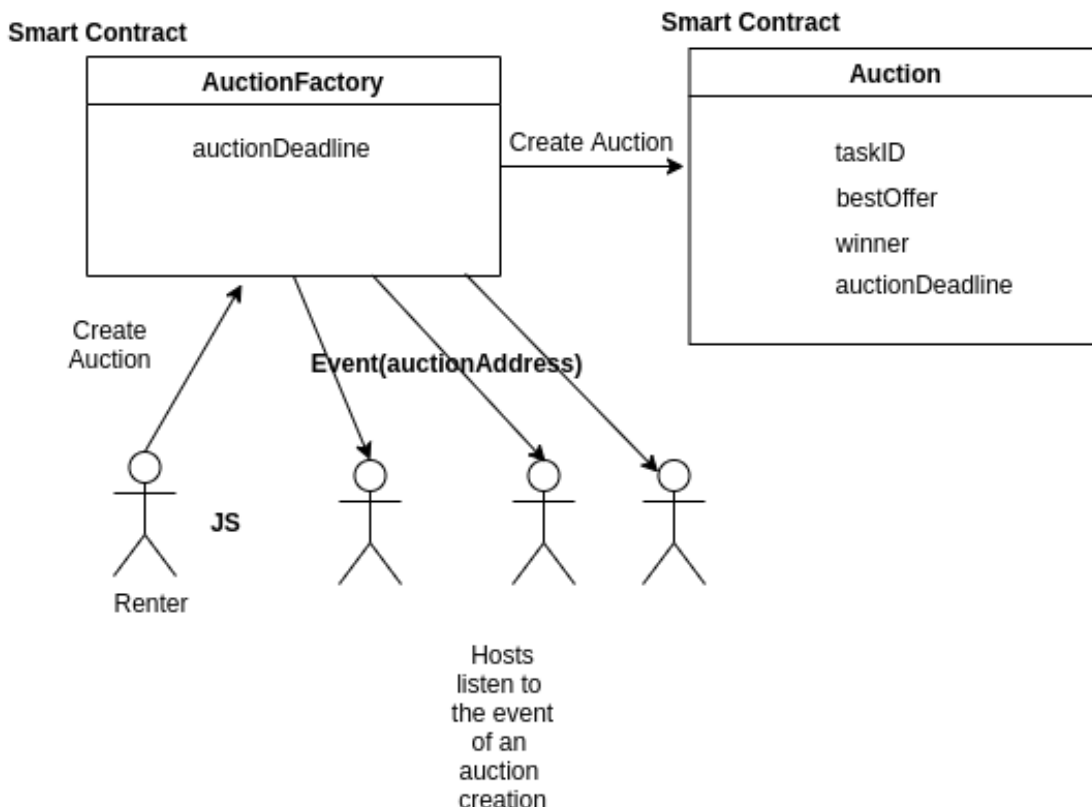 Smart Contract
Smart Contract
AuctionFactory
Auction
auctionDeadline
Create Auction
taskID
bestOffer
winner
auctionDeadline
Create
Auction
Event(auctionAddress)
JS
Renter
Hosts
listen to
the event
of an
auction
creation